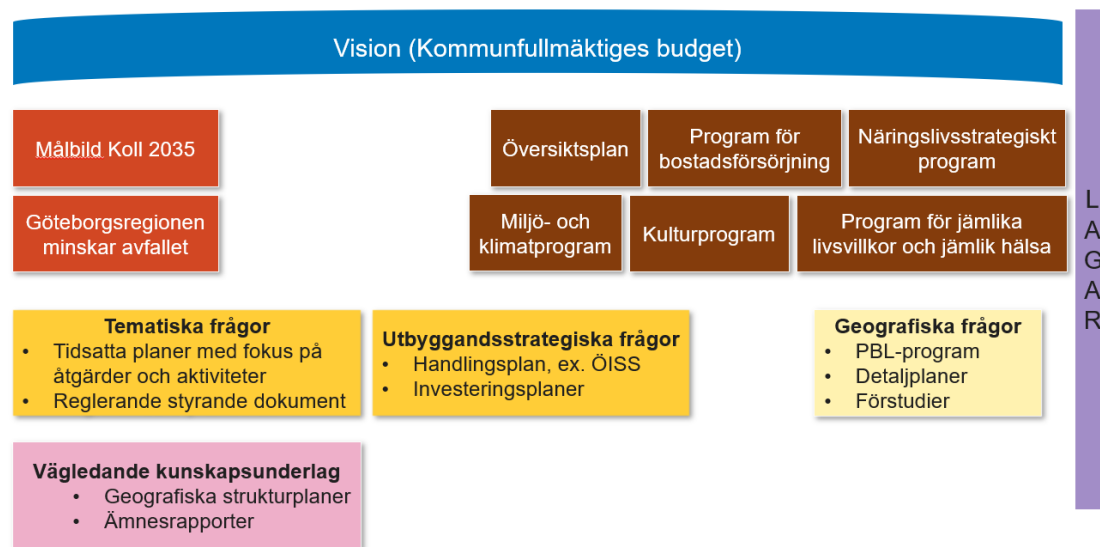 Vision (Kommunfullmäktiges budget)
Målbild Koll 2035
Översiktsplan
Program för
bostadsförsörjning
Näringslivsstrategiskt
program
Göteborgsregionen
minskar avfallet
Miljö- och
klimatprogram
Kulturprogram
Program för jämlika
livsvillkor och jämlik hälsa
L
A
G
A
R
Tematiska frågor
• Tidsatta planer med fokus på
åtgärder och aktiviteter
• Reglerande styrande dokument
Utbyggandsstrategiska frågor
• Handlingsplan, ex. ÖISS
• Investeringsplaner
Geografiska frågor
• PBL-program
• Detaljplaner
• Förstudier
Vägledande kunskapsunderlag
• Geografiska strukturplaner
• Ämnesrapporter